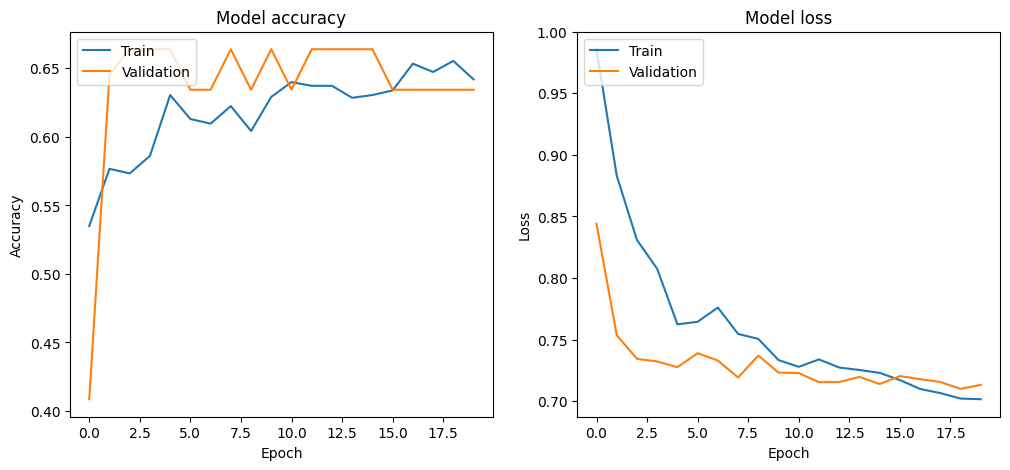 Model accuracy
Train
Validation
Accuracy
0.65
0.60
0.55
0.50
0.45
0.40
0.0 2.5 5.0 7.5 10.0 12.5 15.0 17.5
Epoch
Model loss
Train
Validation
Loss
1.00
0.95
0.90
0.85
0.80
0.75
0.70
0.0 2.5 5.0 7.5 10.0 12.5 15.0 17.5
Epoch